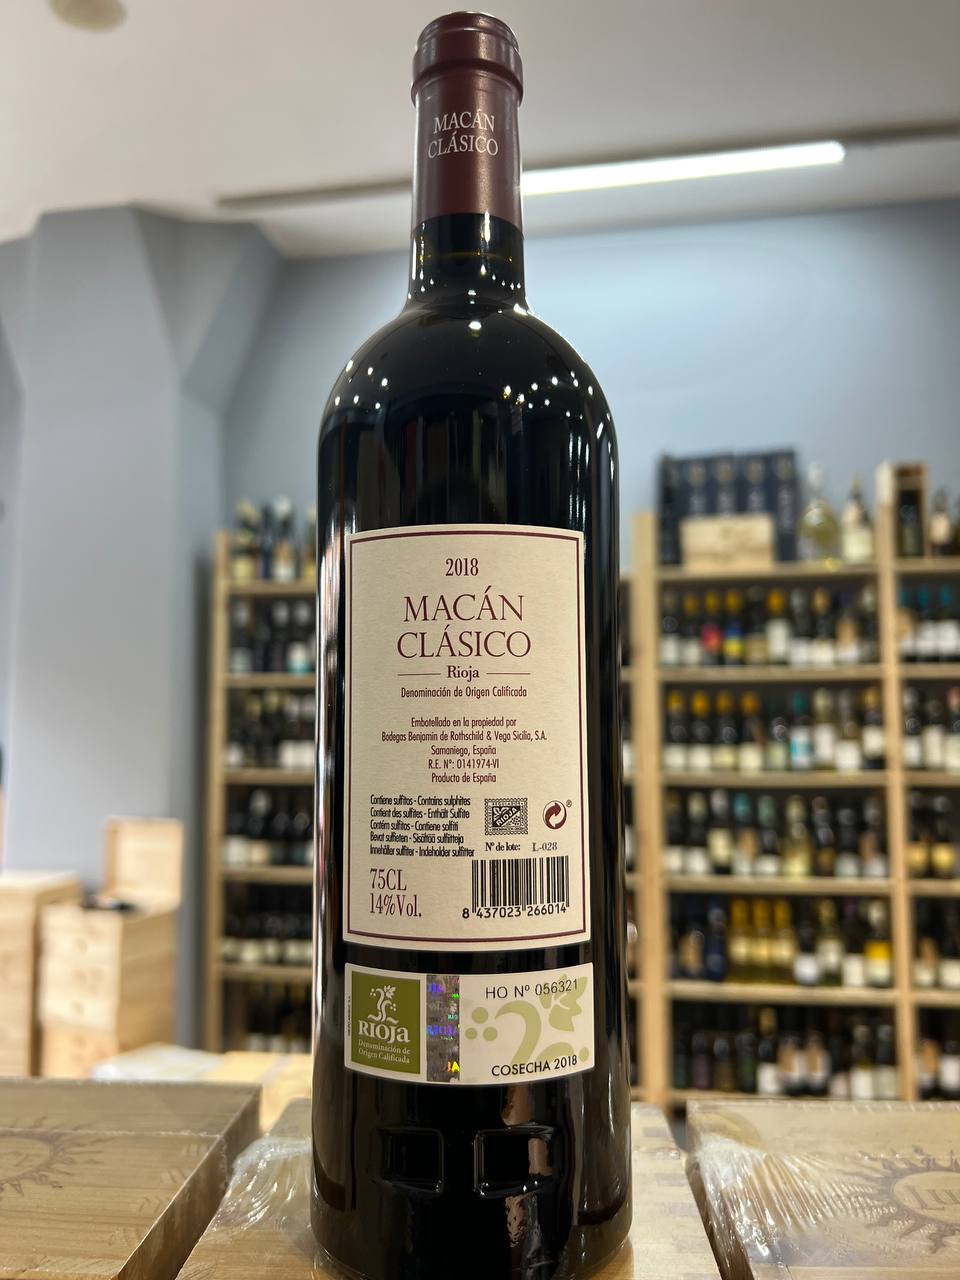 MACÁN
CLÁSICO
2018
MACÁN
CLÁSICO
Rioja
Denominación de Origen Calificada
Embotellado en la propiedad por
Bodegas Benjamin de Rothschild & Vega Sicilia, S.A.
Samaniego, España
R.E. Nº: 0141974-VI
Producto de España
Contiene sulfitos - Contains sulphites
Contient des sulfites - Enthält Sulfite
Contém sulfitos - Contiene solfiti
Bevat sulfieten - Sisältää sulfiitteja
Innehåller sulfiter - Indeholder sulfitter
RIOJA
®
Nº de lote: L-028
75CL
14%Vol.
8 437023 266014
RIOJA
Denominación de
Origen Calificada
HO Nº 056321
COSECHA 2018